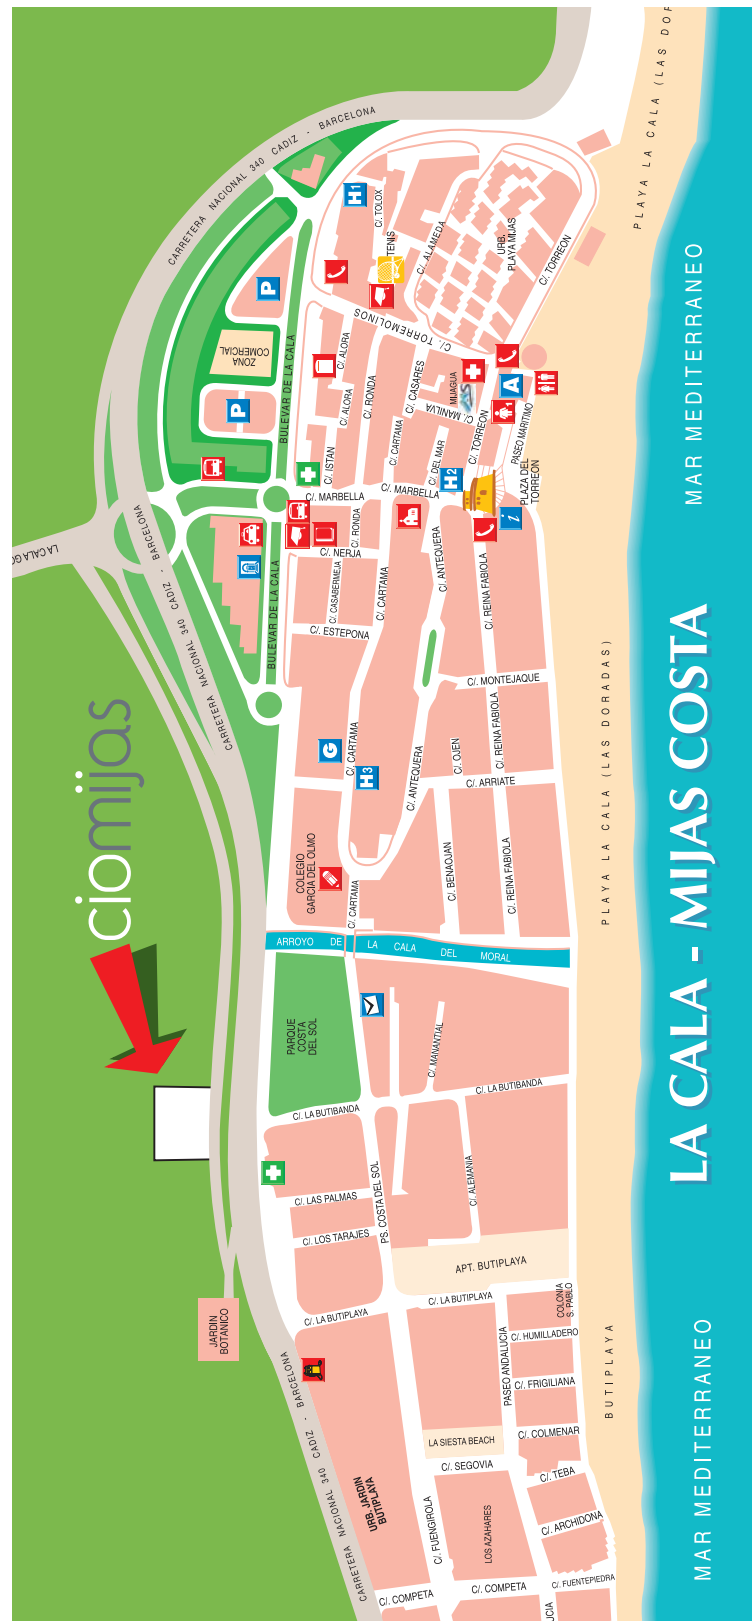 CARRETERA NACIONAL 340 CADIZ - BARCELONA
PLAYA LA CALA (LAS DOR
H1
C/. TOLOX
TENIS
C/. ALAMEDA
URB.
PLAYA MIJAS
C/. TORREON
P
ZONA
COMERCIAL
P
BULEVAR DE LA CALA
C/. TORREMOLINOS
C/. ALORA
C/. ALORA
C/. RONDA
C/. CASARES
MIJAGUA
C/. MANILVA
C/. TORREON
A
PASEO MARITIMO
C/. ISTAN
C/. CARTAMA
C/. DEL MAR
H2
PLAZA DEL
TORREON
C/. MARBELLA
C/. MARBELLA
MAR MEDITERRANEO
LA CALA GO
CARRETERA NACIONAL 340 CADIZ - BARCELONA
BULEVAR DE LA CALA
C/. RONDA
C/. NERJA
C/. CASABERMEJA
C/. CARTAMA
C/. ESTEPONA
C/. ANTEQUERA
C/. REINA FABIOLA
i
C/. MONTEJAQUE
C/. REINA FABIOLA
C/. OJEN
C/. ARRIATE
G
C/. CARTAMA
H3
C/. ANTEQUERA
COLEGIO
GARCIA DEL OLMO
C/. CARTAMA
C/. BENAOJAN
C/. REINA FABIOLA
PLAYA LA CALA (LAS DORADAS)
LA CALA - MIJAS COSTA
ciomijas
ARROYO DE LA CALA DEL MORAL
PARQUE
COSTA
DEL SOL
C/. MANANTIAL
C/. LA BUTIBANDA
C/. LA BUTIBANDA
C/. LAS PALMAS
C/. LOS TARAJES
PS. COSTA DEL SOL
C/. ALEMANIA
APT. BUTIPLAYA
JARDIN
BOTANICO
C/. LA BUTIPLAYA
C/. LA BUTIPLAYA
COLONIA
S. PABLO
C/. HUMILLADERO
PASEO ANDALUCIA
C/. FRIGILIANA
C/. COLMENAR
LA SIESTA BEACH
C/. SEGOVIA
C/. TEBA
C/. ARCHIDONA
C/. FUENTEPIEDRA
CARRETERA NACIONAL 340 CADIZ - BARCELONA
URB. JARDIN
BUTIPLAYA
C/. FUENGIROLA
LOS AZAHARES
C/. COMPETA
C/. COMPETA
UCIA
BUTIPLAYA
MAR MEDITERRANEO